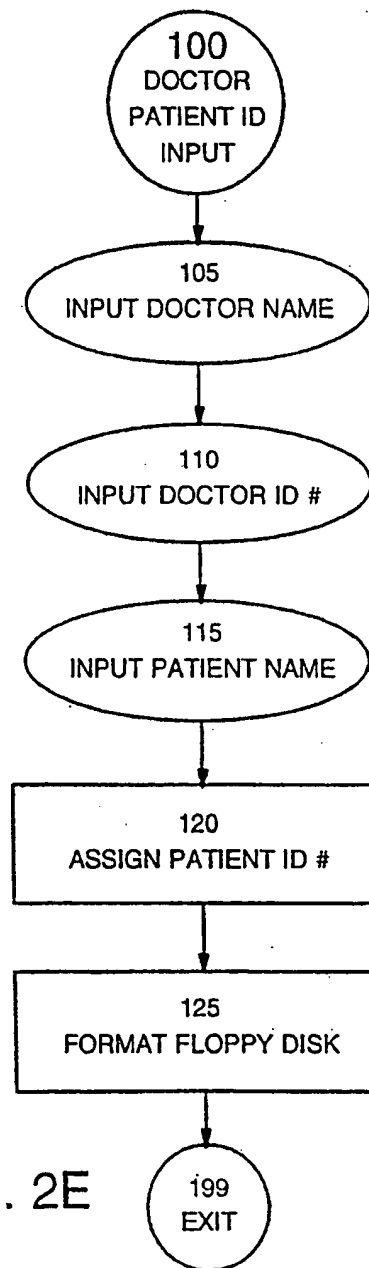 100
DOCTOR
PATIENT ID
INPUT
105
INPUT DOCTOR NAME
110
INPUT DOCTOR ID #
115
INPUT PATIENT NAME
120
ASSIGN PATIENT ID #
125
FORMAT FLOPPY DISK
. 2E
199
EXIT